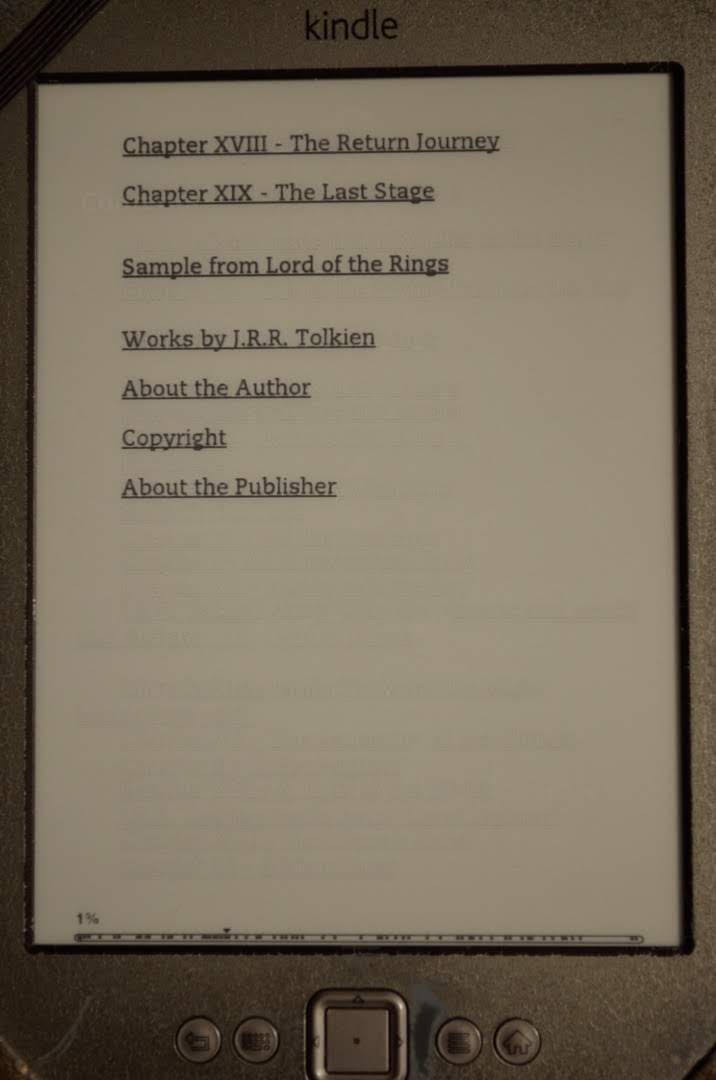 kindle
Chapter XVIII - The Return Journey
Chapter XIX - The Last Stage
Sample from Lord of the Rings
Works by J.R.R. Tolkien
About the Author
Copyright
About the Publisher
1%